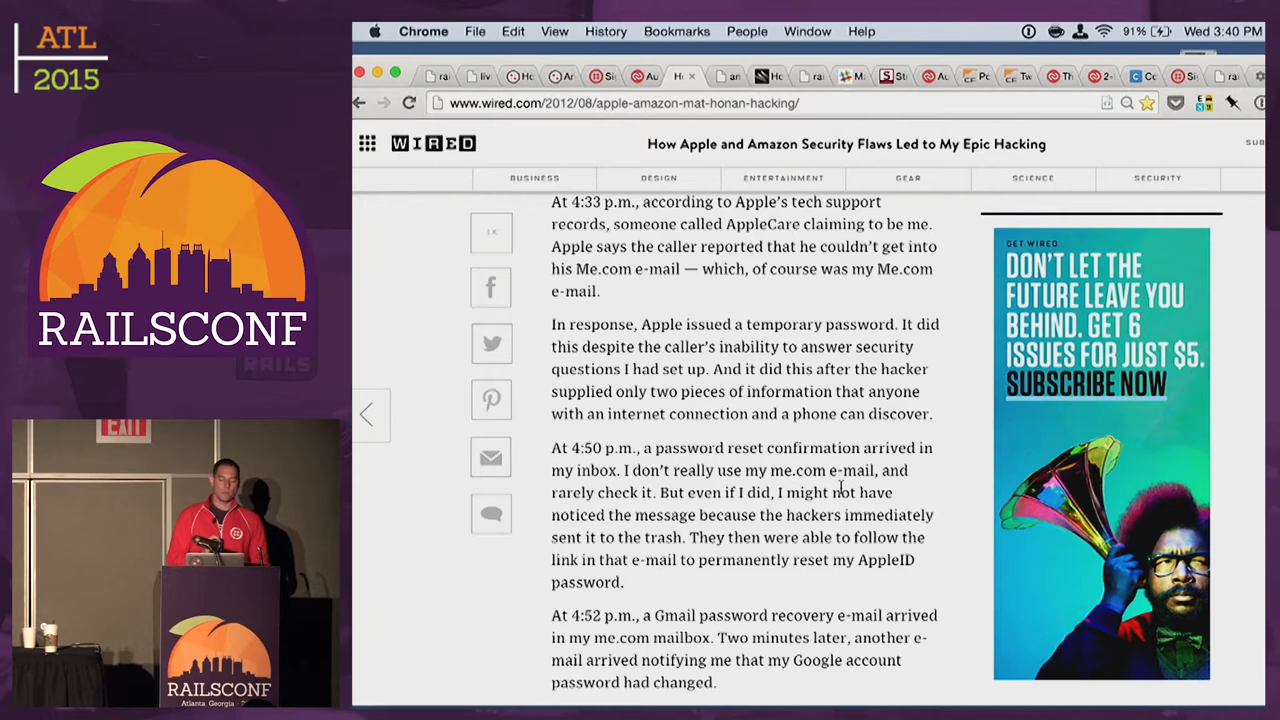 ATL
2015
RAILSCONF
RAILS
EXIT
RAILSCONF
Atlanta, Georgia
Chrome File Edit View History Bookmarks People Window Help
91%
Wed 3:40 PM
www.wired.com/2012/08/apple-amazon-mat-honan-hacking/
WIRED
How Apple and Amazon Security Flaws Led to My Epic Hacking
SUB
BUSINESS DESIGN ENTERTAINMENT GEAR SCIENCE SECURITY
1K
At 4:33 p.m., according to Apple’s tech support
records, someone called AppleCare claiming to be me.
Apple says the caller reported that he couldn’t get into
his Me.com e-mail — which, of course was my Me.com
e-mail.
In response, Apple issued a temporary password. It did
this despite the caller’s inability to answer security
questions I had set up. And it did this after the hacker
supplied only two pieces of information that anyone
with an internet connection and a phone can discover.
At 4:50 p.m., a password reset confirmation arrived in
my inbox. I don’t really use my me.com e-mail, and
rarely check it. But even if I did, I might not have
noticed the message because the hackers immediately
sent it to the trash. They then were able to follow the
link in that e-mail to permanently reset my AppleID
password.
At 4:52 p.m., a Gmail password recovery e-mail arrived
in my me.com mailbox. Two minutes later, another e-
mail arrived notifying me that my Google account
password had changed.
GET WIRED
DON’T LET THE
FUTURE LEAVE YOU
BEHIND. GET 6
ISSUES FOR JUST $5.
SUBSCRIBE NOW